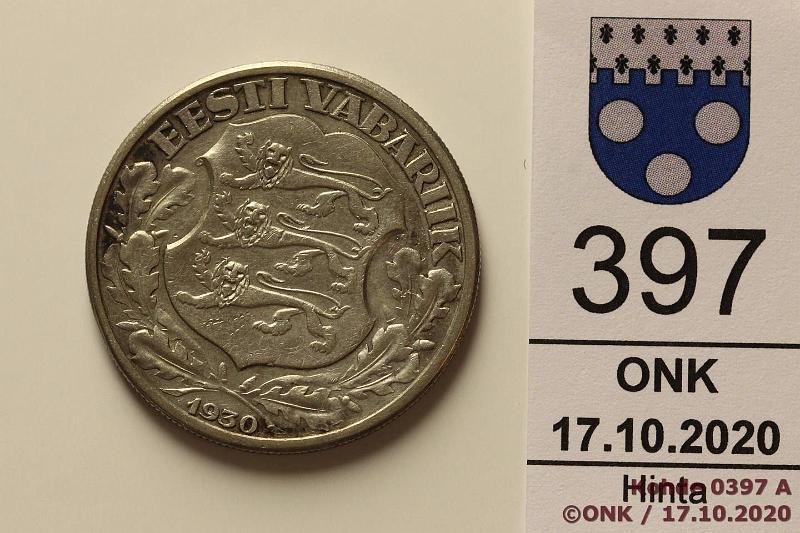 EESTI VABARIIK
1930
397
ONK
17.10.2020
Hinta
Kohde 0397 A
©ONK / 17.10.2020